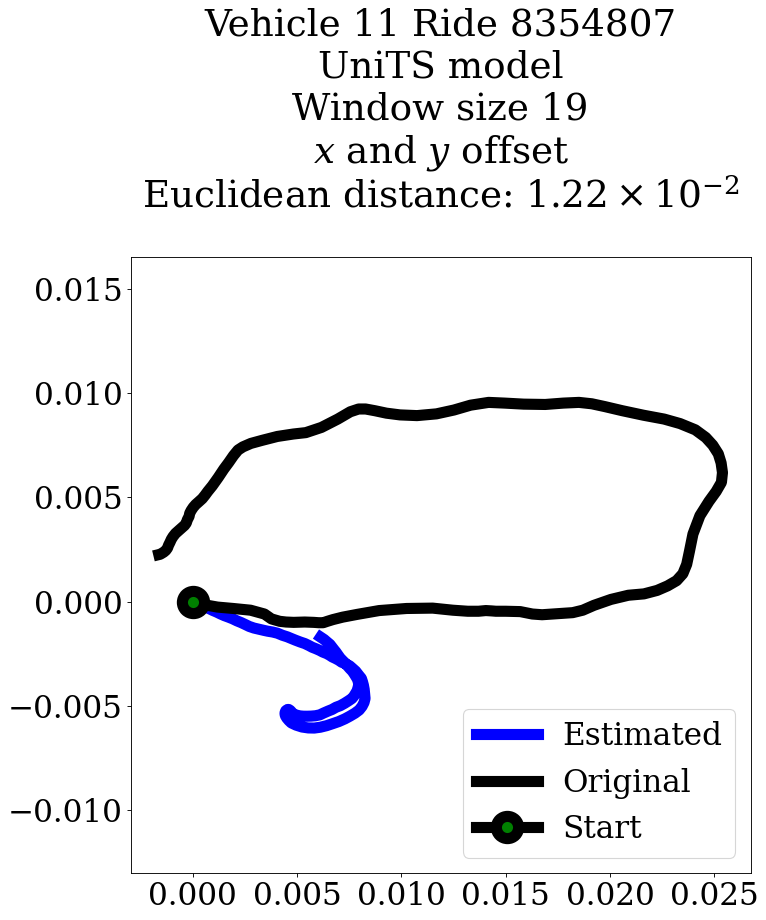 Vehicle 11 Ride 8354807
UniTS model
Window size 19
x and y offset
Euclidean distance: 1.22 × 10⁻²
0.015
0.010
0.005
0.000
−0.005
−0.010
0.000 0.005 0.010 0.015 0.020 0.025
Estimated
Original
Start